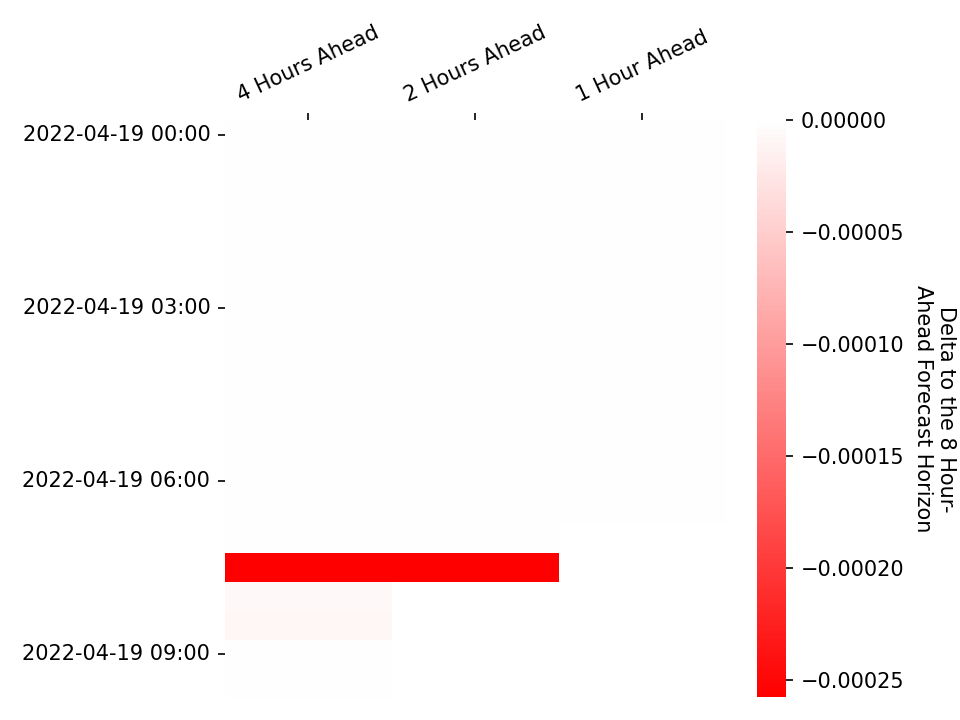 4 Hours Ahead
2 Hours Ahead
1 Hour Ahead
2022-04-19 00:00
2022-04-19 03:00
2022-04-19 06:00
2022-04-19 09:00
0.00000
−0.00005
−0.00010
−0.00015
−0.00020
−0.00025
Delta to the 8 Hour-
Ahead Forecast Horizon